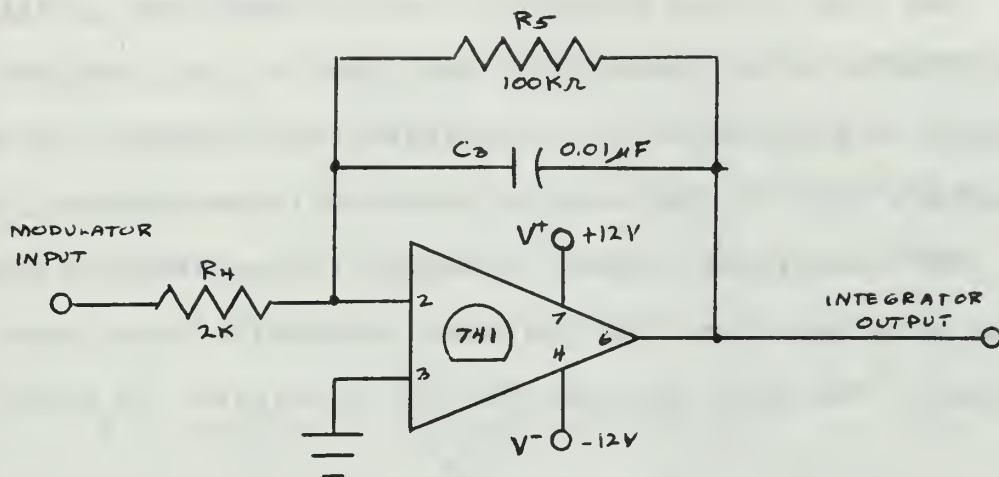 R5
100KΩ
C3 0.01μF
MODULATOR
INPUT
V+ +12V
R4
2K
2
7
INTEGRATOR
OUTPUT
741
6
4
3
V- -12V